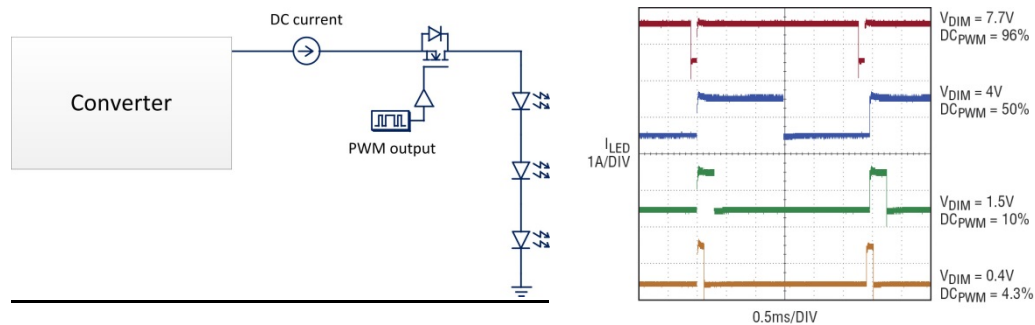 DC current
Converter
PWM output
V_DIM = 7.7V
DC_PWM = 96%
V_DIM = 4V
DC_PWM = 50%
I_LED
1A/DIV
V_DIM = 1.5V
DC_PWM = 10%
V_DIM = 0.4V
DC_PWM = 4.3%
0.5ms/DIV